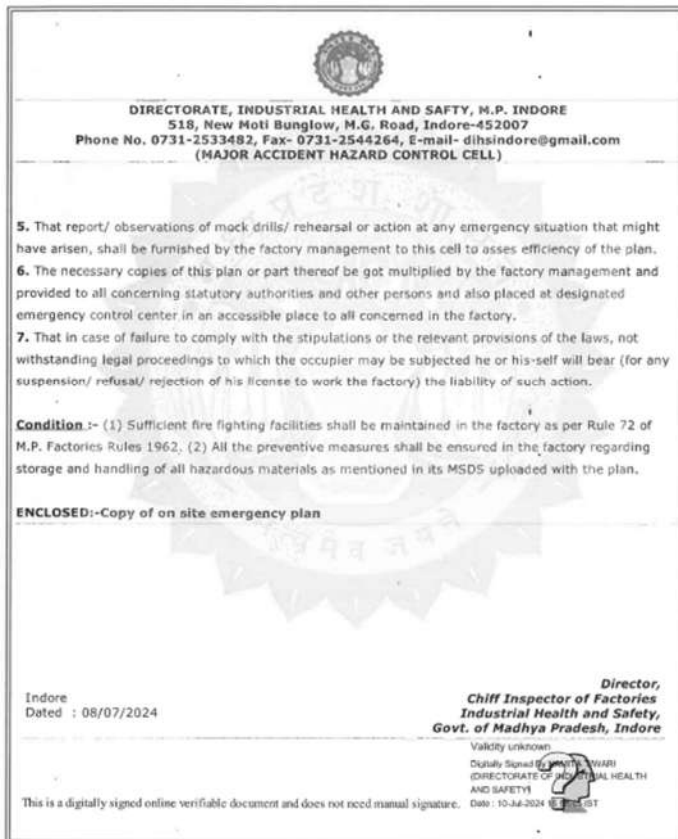 DIRECTORATE, INDUSTRIAL HEALTH AND SAFTY, M.P. INDORE
518, New Moti Bunglow, M.G. Road, Indore-452007
Phone No. 0731-2533482, Fax- 0731-2544264, E-mail- dihsindore@gmail.com
(MAJOR ACCIDENT HAZARD CONTROL CELL)
5. That report/ observations of mock drills/ rehearsal or action at any emergency situation that might
have arisen, shall be furnished by the factory management to this cell to asses efficiency of the plan.
6. The necessary copies of this plan or part thereof be got multiplied by the factory management and
provided to all concerning statutory authorities and other persons and also placed at designated
emergency control center in an accessible place to all concerned in the factory.
7. That in case of failure to comply with the stipulations or the relevant provisions of the laws, not
withstanding legal proceedings to which the occupier may be subjected he or his-self will bear (for any
suspension/ refusal/ rejection of his license to work the factory) the liability of such action.
Condition :- (1) Sufficient fire fighting facilities shall be maintained in the factory as per Rule 72 of
M.P. Factories Rules 1962. (2) All the preventive measures shall be ensured in the factory regarding
storage and handling of all hazardous materials as mentioned in its MSDS uploaded with the plan.
ENCLOSED:-Copy of on site emergency plan
Director,
Indore
Chiff Inspector of Factories
Dated : 08/07/2024
Industrial Health and Safety,
Govt. of Madhya Pradesh, Indore
Validity unknown
Digitally Signed
(DIRECTORATE OF INDUSTRIAL HEALTH
AND SAFETY)
This is a digitally signed online verifiable document and does not need manual signature.
Date : 10-Jul-2024 IST